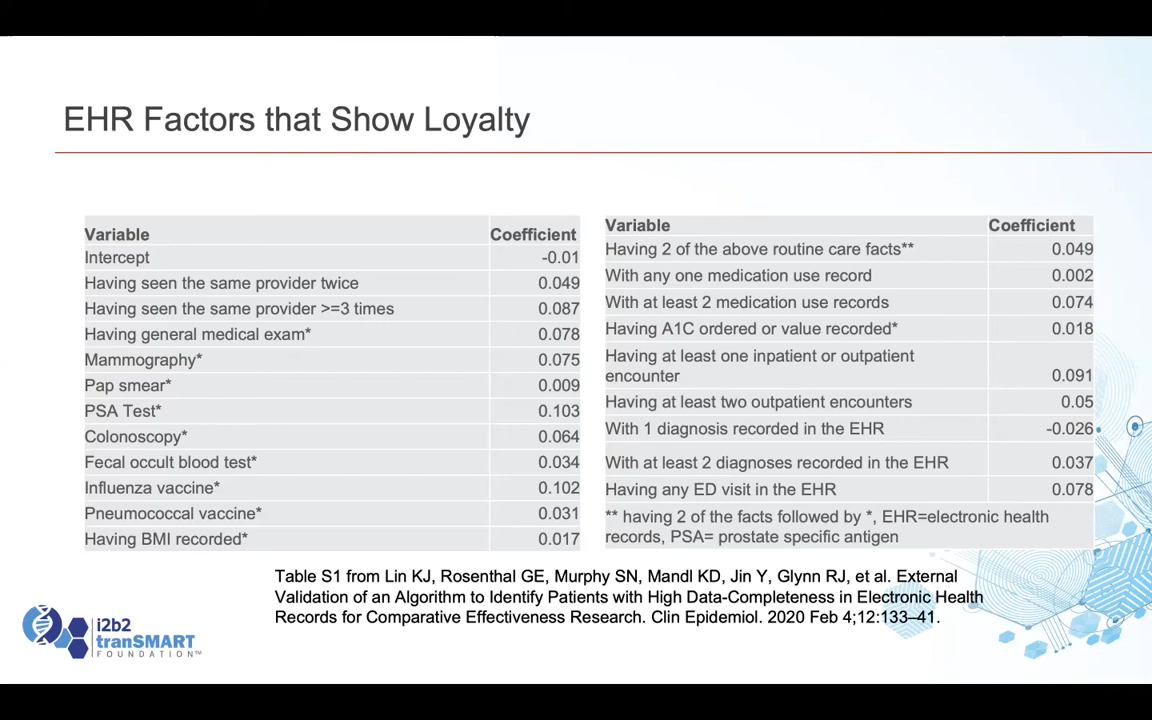 EHR Factors that Show Loyalty
Variable Coefficient
Intercept -0.01
Having seen the same provider twice 0.049
Having seen the same provider >=3 times 0.087
Having general medical exam* 0.078
Mammography* 0.075
Pap smear* 0.009
PSA Test* 0.103
Colonoscopy* 0.064
Fecal occult blood test* 0.034
Influenza vaccine* 0.102
Pneumococcal vaccine* 0.031
Having BMI recorded* 0.017
Variable Coefficient
Having 2 of the above routine care facts** 0.049
With any one medication use record 0.002
With at least 2 medication use records 0.074
Having A1C ordered or value recorded* 0.018
Having at least one inpatient or outpatient
encounter 0.091
Having at least two outpatient encounters 0.05
With 1 diagnosis recorded in the EHR -0.026
With at least 2 diagnoses recorded in the EHR 0.037
Having any ED visit in the EHR 0.078
** having 2 of the facts followed by *, EHR=electronic health
records, PSA= prostate specific antigen
Table S1 from Lin KJ, Rosenthal GE, Murphy SN, Mandl KD, Jin Y, Glynn RJ, et al. External
Validation of an Algorithm to Identify Patients with High Data-Completeness in Electronic Health
Records for Comparative Effectiveness Research. Clin Epidemiol. 2020 Feb 4;12:133–41.
i2b2
tranSMART
FOUNDATION™